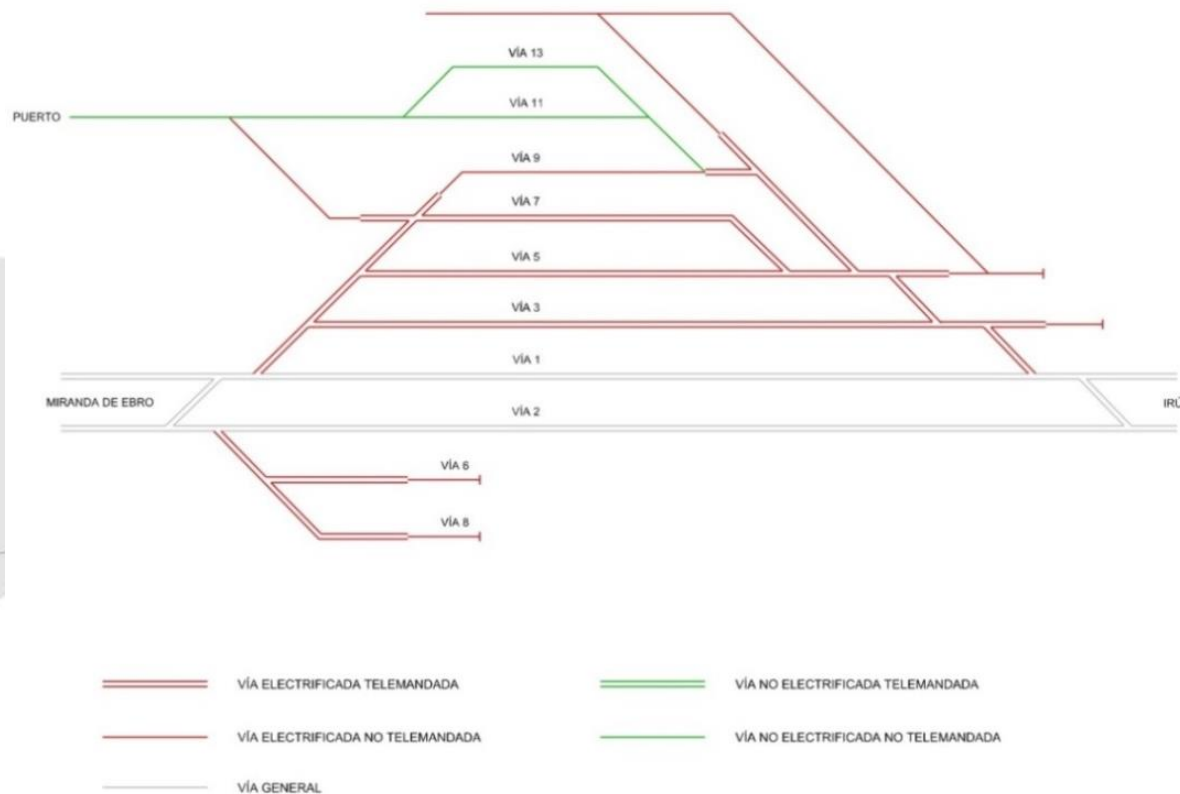 VÍA 13
VÍA 11
PUERTO
VÍA 9
VÍA 7
VÍA 5
VÍA 3
VÍA 1
MIRANDA DE EBRO
IRÚ
VÍA 2
VÍA 6
VÍA 8
VÍA ELECTRIFICADA TELEMANDADA
VÍA NO ELECTRIFICADA TELEMANDADA
VÍA ELECTRIFICADA NO TELEMANDADA
VÍA NO ELECTRIFICADA NO TELEMANDADA
VÍA GENERAL